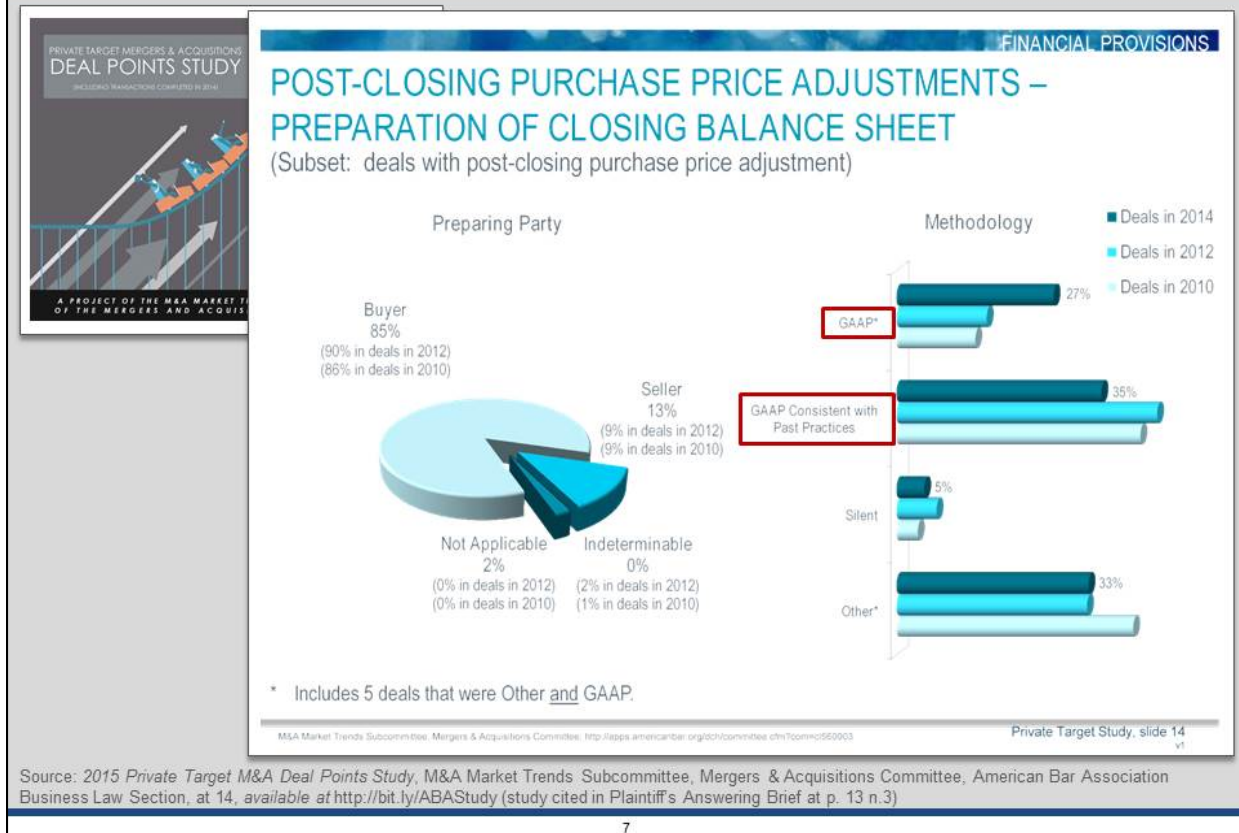 PRIVATE TARGET MERGERS & ACQUISITIONS
DEAL POINTS STUDY
(INCLUDING TRANSACTIONS COMPLETED IN 2014)
A PROJECT OF THE M&A MARKET
OF THE MERGERS AND
FINANCIAL PROVISIONS
POST-CLOSING PURCHASE PRICE ADJUSTMENTS –
PREPARATION OF CLOSING BALANCE SHEET
(Subset: deals with post-closing purchase price adjustment)
Preparing Party
Buyer
85%
(90% in deals in 2012)
(86% in deals in 2010)
Seller
13%
(9% in deals in 2012)
(9% in deals in 2010)
Not Applicable
2%
(0% in deals in 2012)
(0% in deals in 2010)
Indeterminable
0%
(2% in deals in 2012)
(1% in deals in 2010)
Methodology
Deals in 2014
Deals in 2012
Deals in 2010
GAAP*
27%
GAAP Consistent with
Past Practices
35%
Silent
5%
Other*
33%
* Includes 5 deals that were Other and GAAP.
M&A Market Trends Subcommittee, Mergers & Acquisitions Committee,
Private Target Study, slide 14
v1
Source: 2015 Private Target M&A Deal Points Study, M&A Market Trends Subcommittee, Mergers & Acquisitions Committee, American Bar Association
Business Law Section, at 14, available at http://bit.ly/ABAStudy (study cited in Plaintiff's Answering Brief at p. 13 n.3)
7